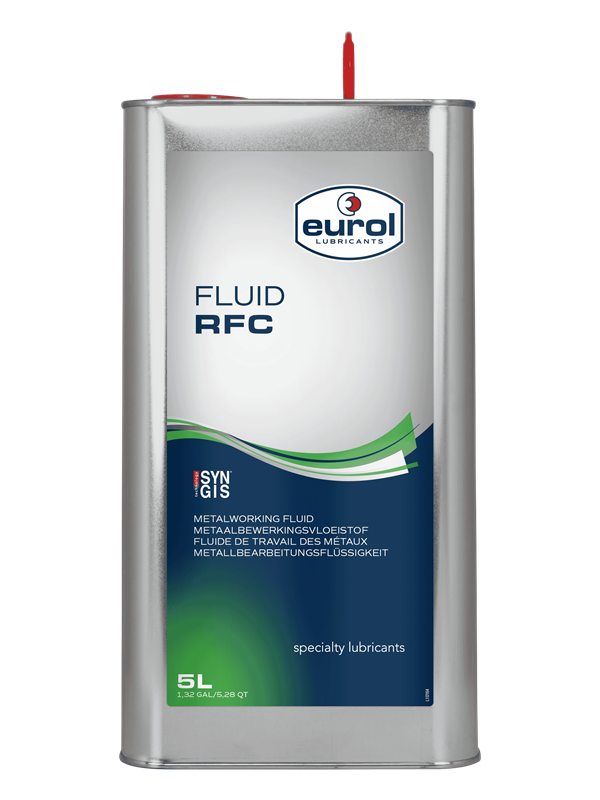 eurol
LUBRICANTS
FLUID
RFC
SYN
GIS
METALWORKING FLUID
METAALBEWERKINGSVLOEISTOF
FLUIDE DE TRAVAIL DES MÉTAUX
METALLBEARBEITUNGSFLÜSSIGKEIT
specialty lubricants
5L
1,32 GAL/5,28 QT